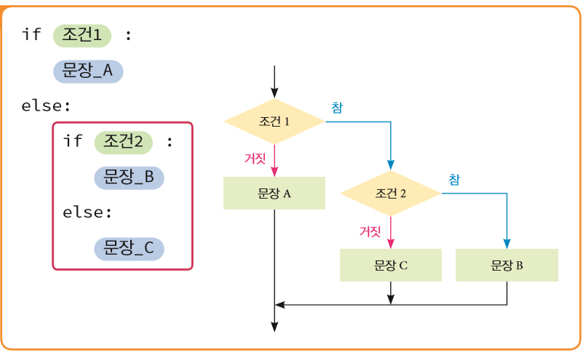 if 조건1 :
문장_A
else:
if 조건2 :
문장_B
else:
문장_C
조건 1
참
거짓
문장 A
조건 2
참
거짓
문장 C
문장 B